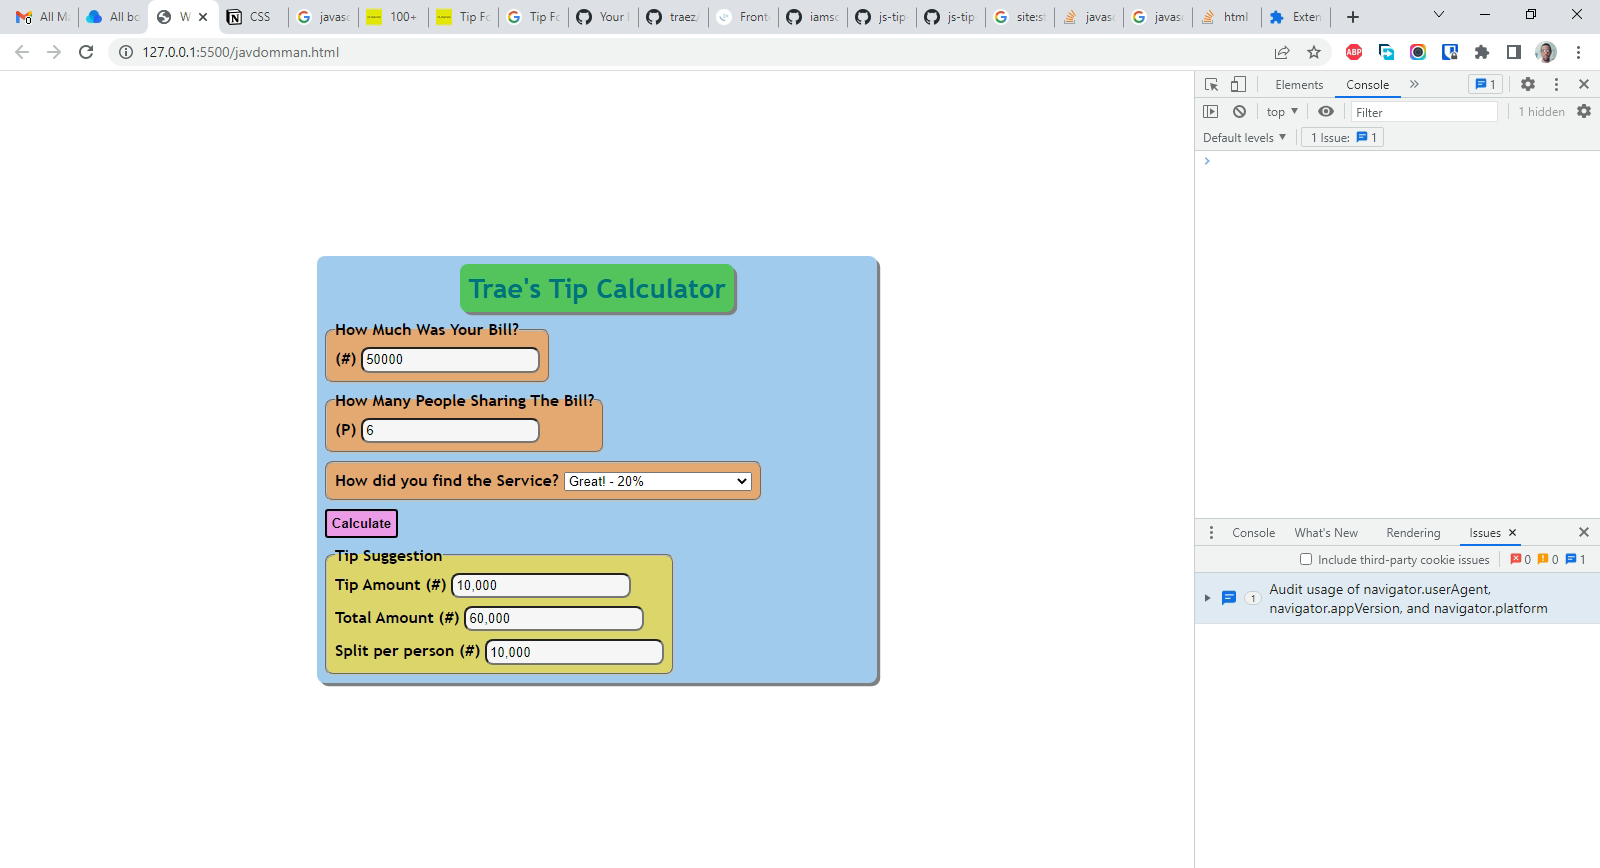 All M
All bo
W
CSS
javasc
100+
Tip Fo
Tip Fo
Your
traez
Front
iamsc
js-tip
js-tip
site:s
javasc
javasc
html
Exten
127.0.0.1:5500/javdomman.html
ABP
Elements
Console
1
top
Filter
1 hidden
Default levels
1 Issue:
1
Trae's Tip Calculator
How Much Was Your Bill?
(#) 50000
How Many People Sharing The Bill?
(P) 6
How did you find the Service? Great! - 20%
Calculate
Tip Suggestion
Tip Amount (#) 10,000
Total Amount (#) 60,000
Split per person (#) 10,000
Console
What's New
Rendering
Issues
Include third-party cookie issues
0
0
1
1
Audit usage of navigator.userAgent,
navigator.appVersion, and navigator.platform